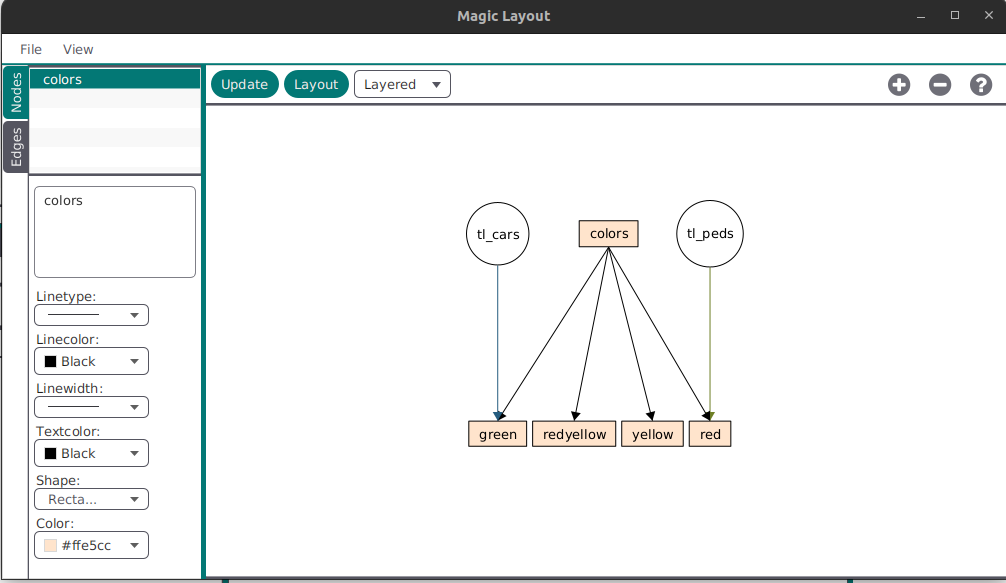 Magic Layout
File View
Nodes
Edges
colors
colors
Linetype:
Linecolor:
Black
Linewidth:
Textcolor:
Black
Shape:
Recta...
Color:
#ffe5cc
Update Layout Layered
tl_cars colors tl_peds
green redyellow yellow red